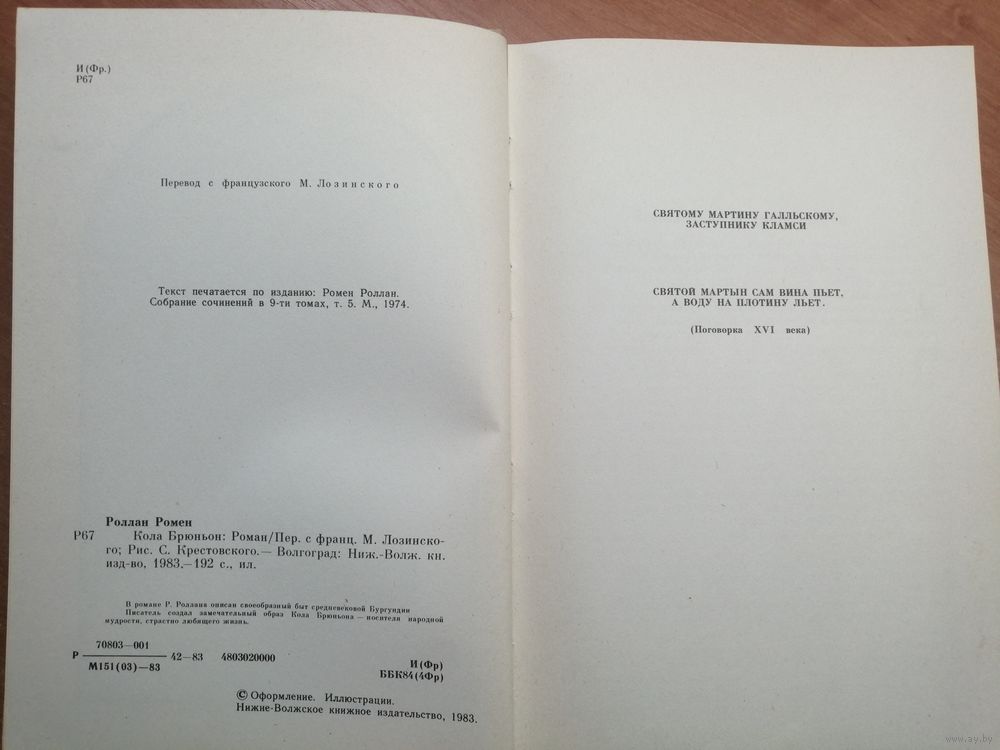 И(Фр.)
Р67
Перевод с французского М. Лозинского
Текст печатается по изданию: Ромен Роллан.
Собрание сочинений в 9-ти томах, т. 5. М., 1974.
Роллан Ромен
Р67 Кола Брюньон: Роман/Пер. с франц. М. Лозинско-
го; Рис. С. Крестовского.— Волгоград: Ниж.-Волж. кн.
изд-во, 1983.—192 с., ил.
В романе Р. Роллана описан своеобразный быт средневековой Бургундии
Писатель создал замечательный образ Кола Брюньона — носителя народной
мудрости, страстно любящего жизнь.
70803—001
Р 42—83 4803020000
М151(03)—83
И(Фр)
ББК84(4Фр)
© Оформление. Иллюстрации.
Нижне-Волжское книжное издательство, 1983.
СВЯТОМУ МАРТИНУ ГАЛЛЬСКОМУ,
ЗАСТУПНИКУ КЛАМСИ
СВЯТОЙ МАРТЫН САМ ВИНА ПЬЕТ,
А ВОДУ НА ПЛОТИНУ ЛЬЕТ.
(Поговорка XVI века)
www.ay.by